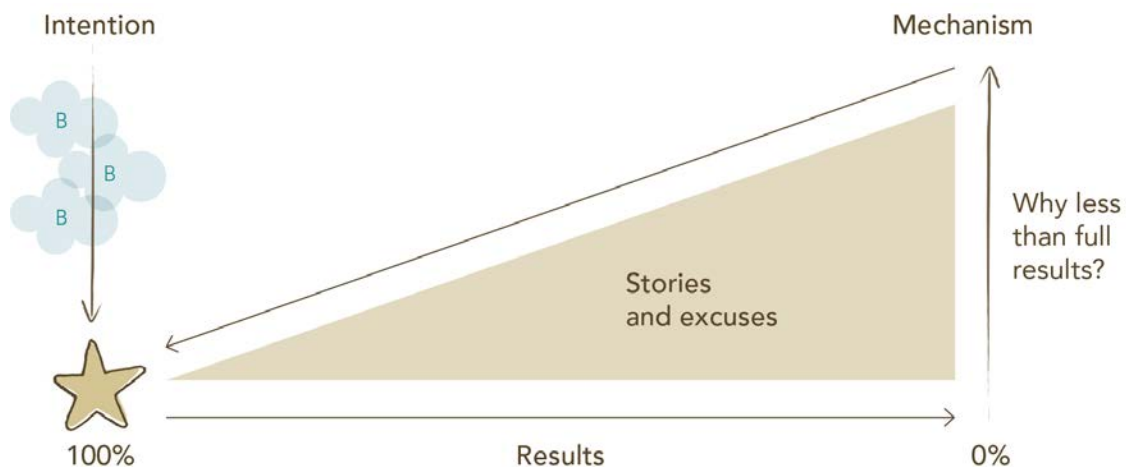 Intention
Mechanism
B
B
B
Why less
than full
results?
Stories
and excuses
100%
Results
0%